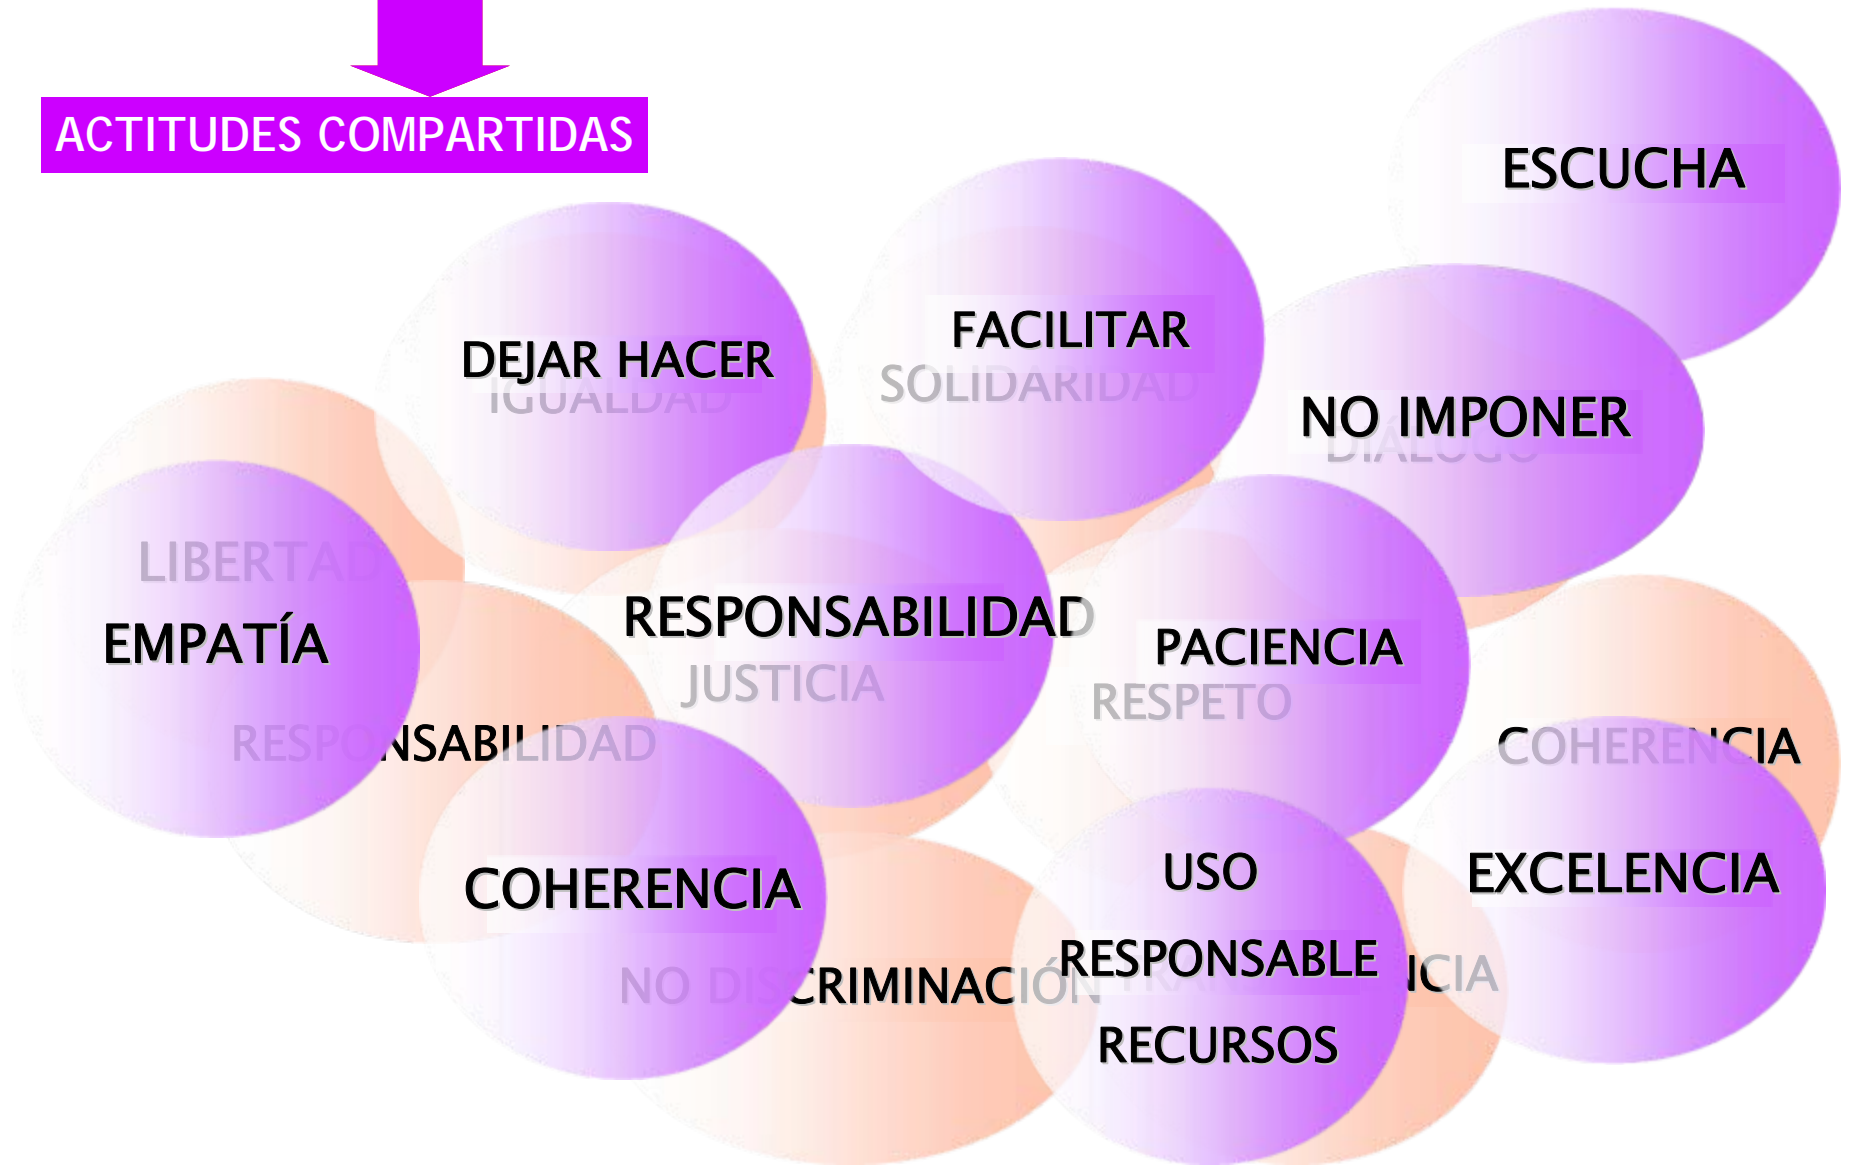 ACTITUDES COMPARTIDAS
ESCUCHA
FACILITAR
DEJAR HACER
SOLIDARIDAD
IGUALDAD
NO IMPONER
DIÁLOGO
LIBERTAD
RESPONSABILIDAD
EMPATÍA
PACIENCIA
JUSTICIA
RESPETO
RESPONSABILIDAD
COHERENCIA
COHERENCIA
USO
EXCELENCIA
RESPONSABLE
NO DISCRIMINACIÓN
RECURSOS